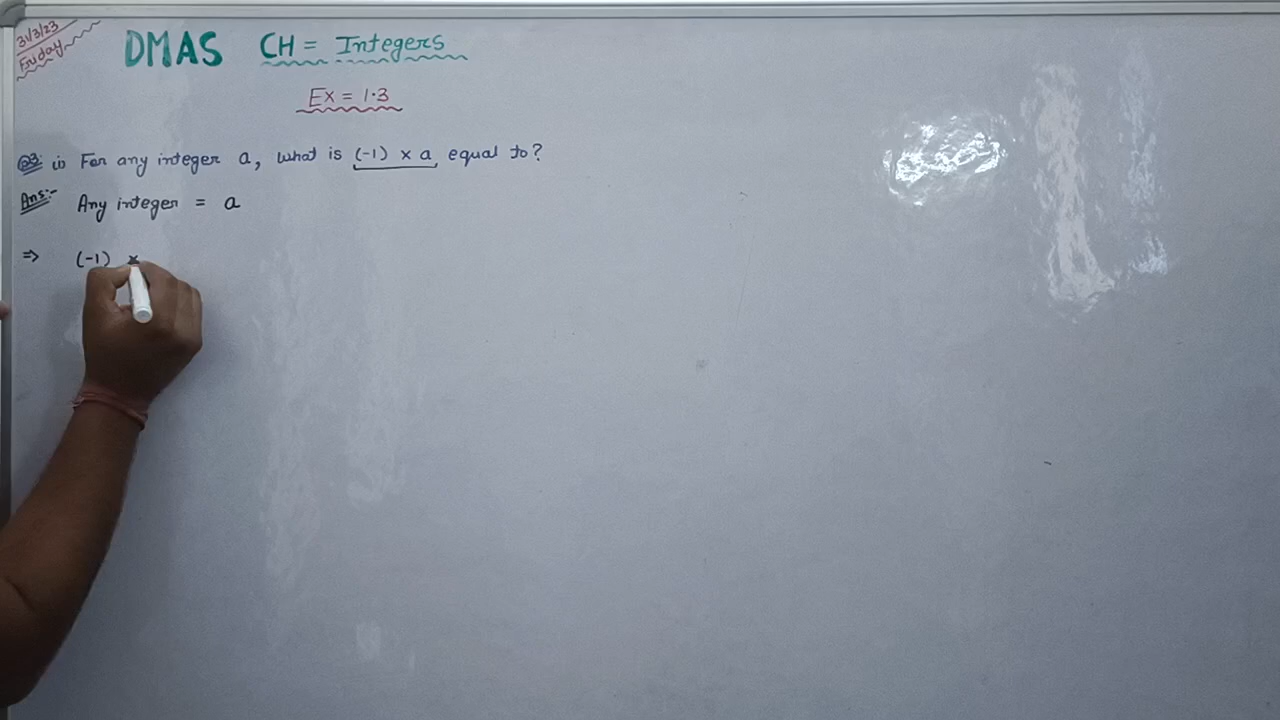 31/3/23
Friday
DMAS CH = Integers
Ex = 1.3
Q3: (i) For any integer a, what is (-1) × a equal to?
Ans:- Any integer = a
⇒ (-1) ×